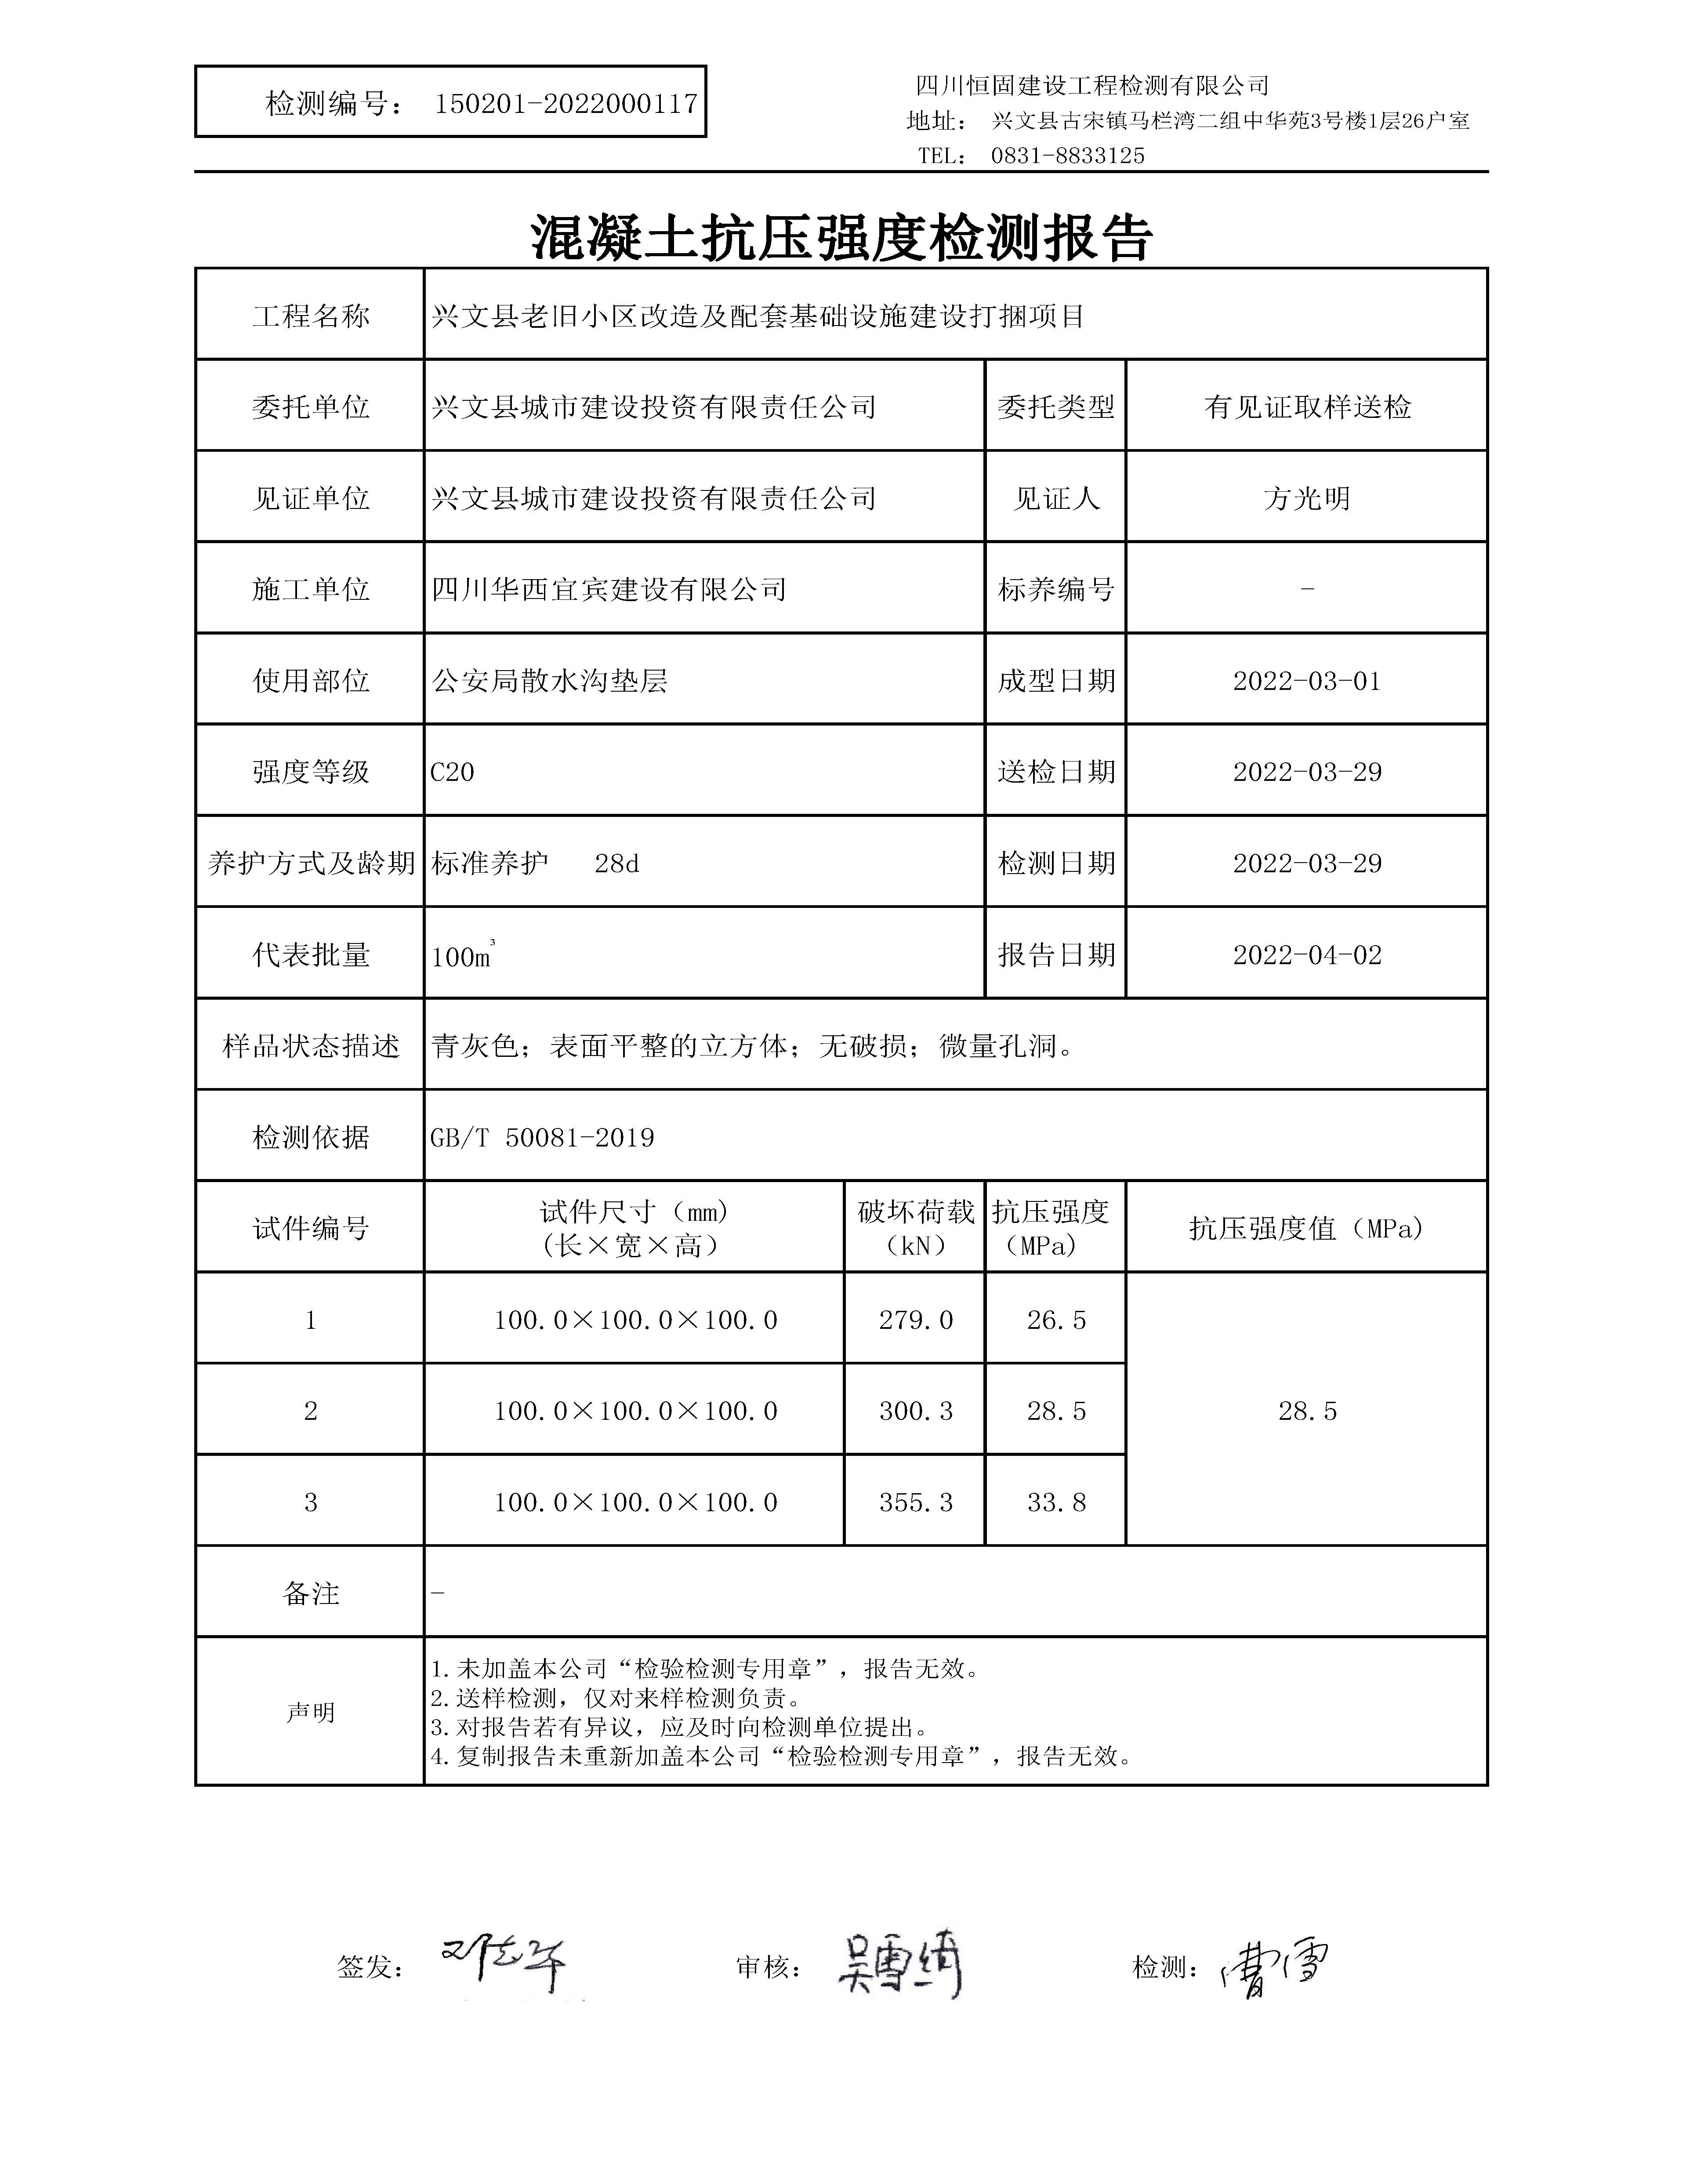 检测编号： 150201-2022000117
四川恒固建设工程检测有限公司
地址： 兴文县古宋镇马栏湾二组中华苑3号楼1层26户室
TEL： 0831-8833125
混凝土抗压强度检测报告
工程名称 兴文县老旧小区改造及配套基础设施建设打捆项目
委托单位 兴文县城市建设投资有限责任公司 委托类型 有见证取样送检
见证单位 兴文县城市建设投资有限责任公司 见证人 方光明
施工单位 四川华西宜宾建设有限公司 标养编号 -
使用部位 公安局散水沟垫层 成型日期 2022-03-01
强度等级 C20 送检日期 2022-03-29
养护方式及龄期 标准养护 28d 检测日期 2022-03-29
代表批量 100m³ 报告日期 2022-04-02
样品状态描述 青灰色；表面平整的立方体；无破损；微量孔洞。
检测依据 GB/T 50081-2019
试件编号 试件尺寸（mm) (长×宽×高） 破坏荷载（kN） 抗压强度（MPa) 抗压强度值（MPa)
1 100.0×100.0×100.0 279.0 26.5
2 100.0×100.0×100.0 300.3 28.5 28.5
3 100.0×100.0×100.0 355.3 33.8
备注 -
声明
1.未加盖本公司“检验检测专用章”，报告无效。
2.送样检测，仅对来样检测负责。
3.对报告若有异议，应及时向检测单位提出。
4.复制报告未重新加盖本公司“检验检测专用章”，报告无效。
签发： 审核： 吴雪绮 检测： 曹雪